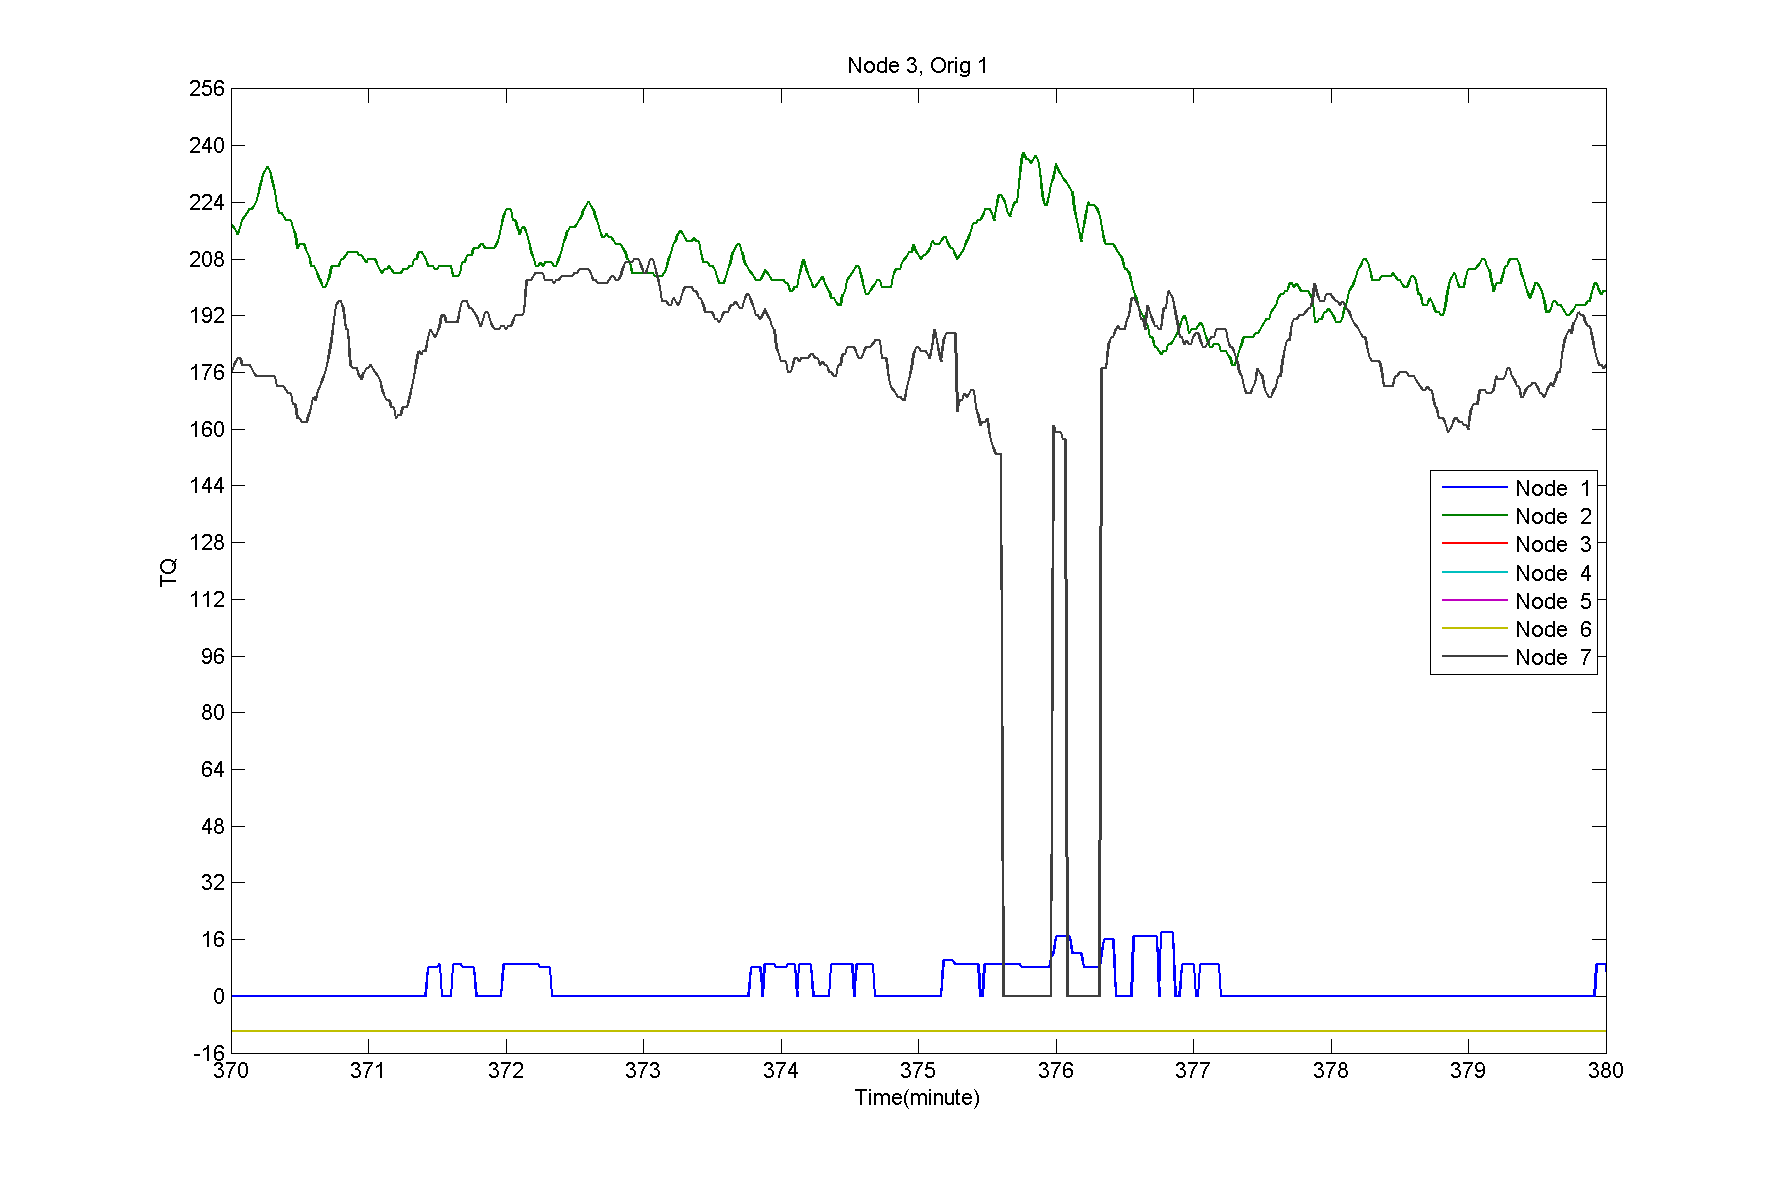 Node 3, Orig 1
256
240
224
208
192
176
160
144
128
112
96
80
64
48
32
16
0
-16
TQ
Node 1
Node 2
Node 3
Node 4
Node 5
Node 6
Node 7
370 371 372 373 374 375 376 377 378 379 380
Time(minute)